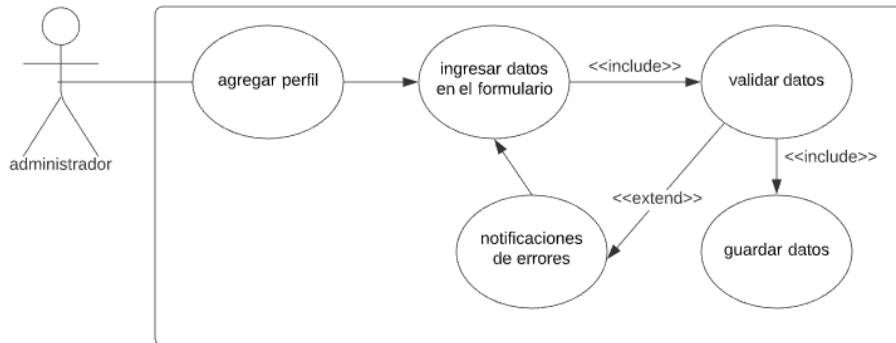 agregar perfil
ingresar datos
en el formulario
<<include>>
validar datos
administrador
<<include>>
<<extend>>
notificaciones
de errores
guardar datos